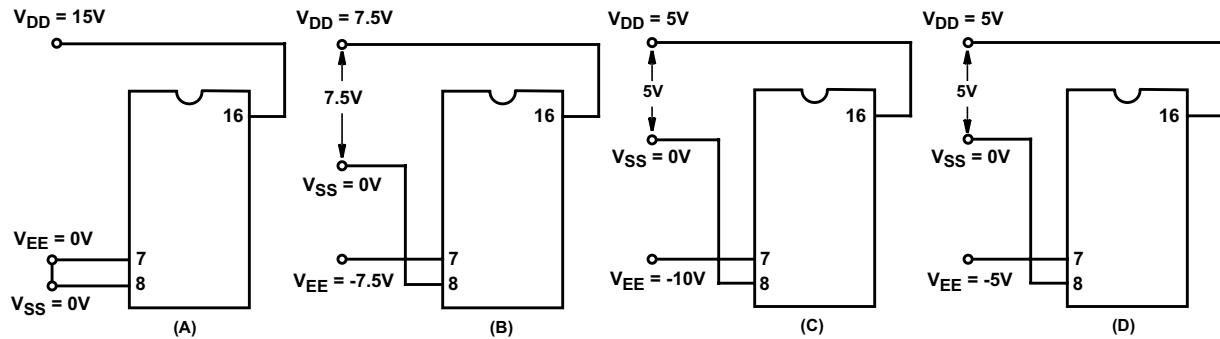 V_DD = 15V
16
V_EE = 0V
7
8
V_SS = 0V
(A)
V_DD = 7.5V
7.5V
16
V_SS = 0V
7
V_EE = -7.5V
8
(B)
V_DD = 5V
5V
16
V_SS = 0V
7
V_EE = -10V
8
(C)
V_DD = 5V
5V
16
V_SS = 0V
7
V_EE = -5V
8
(D)